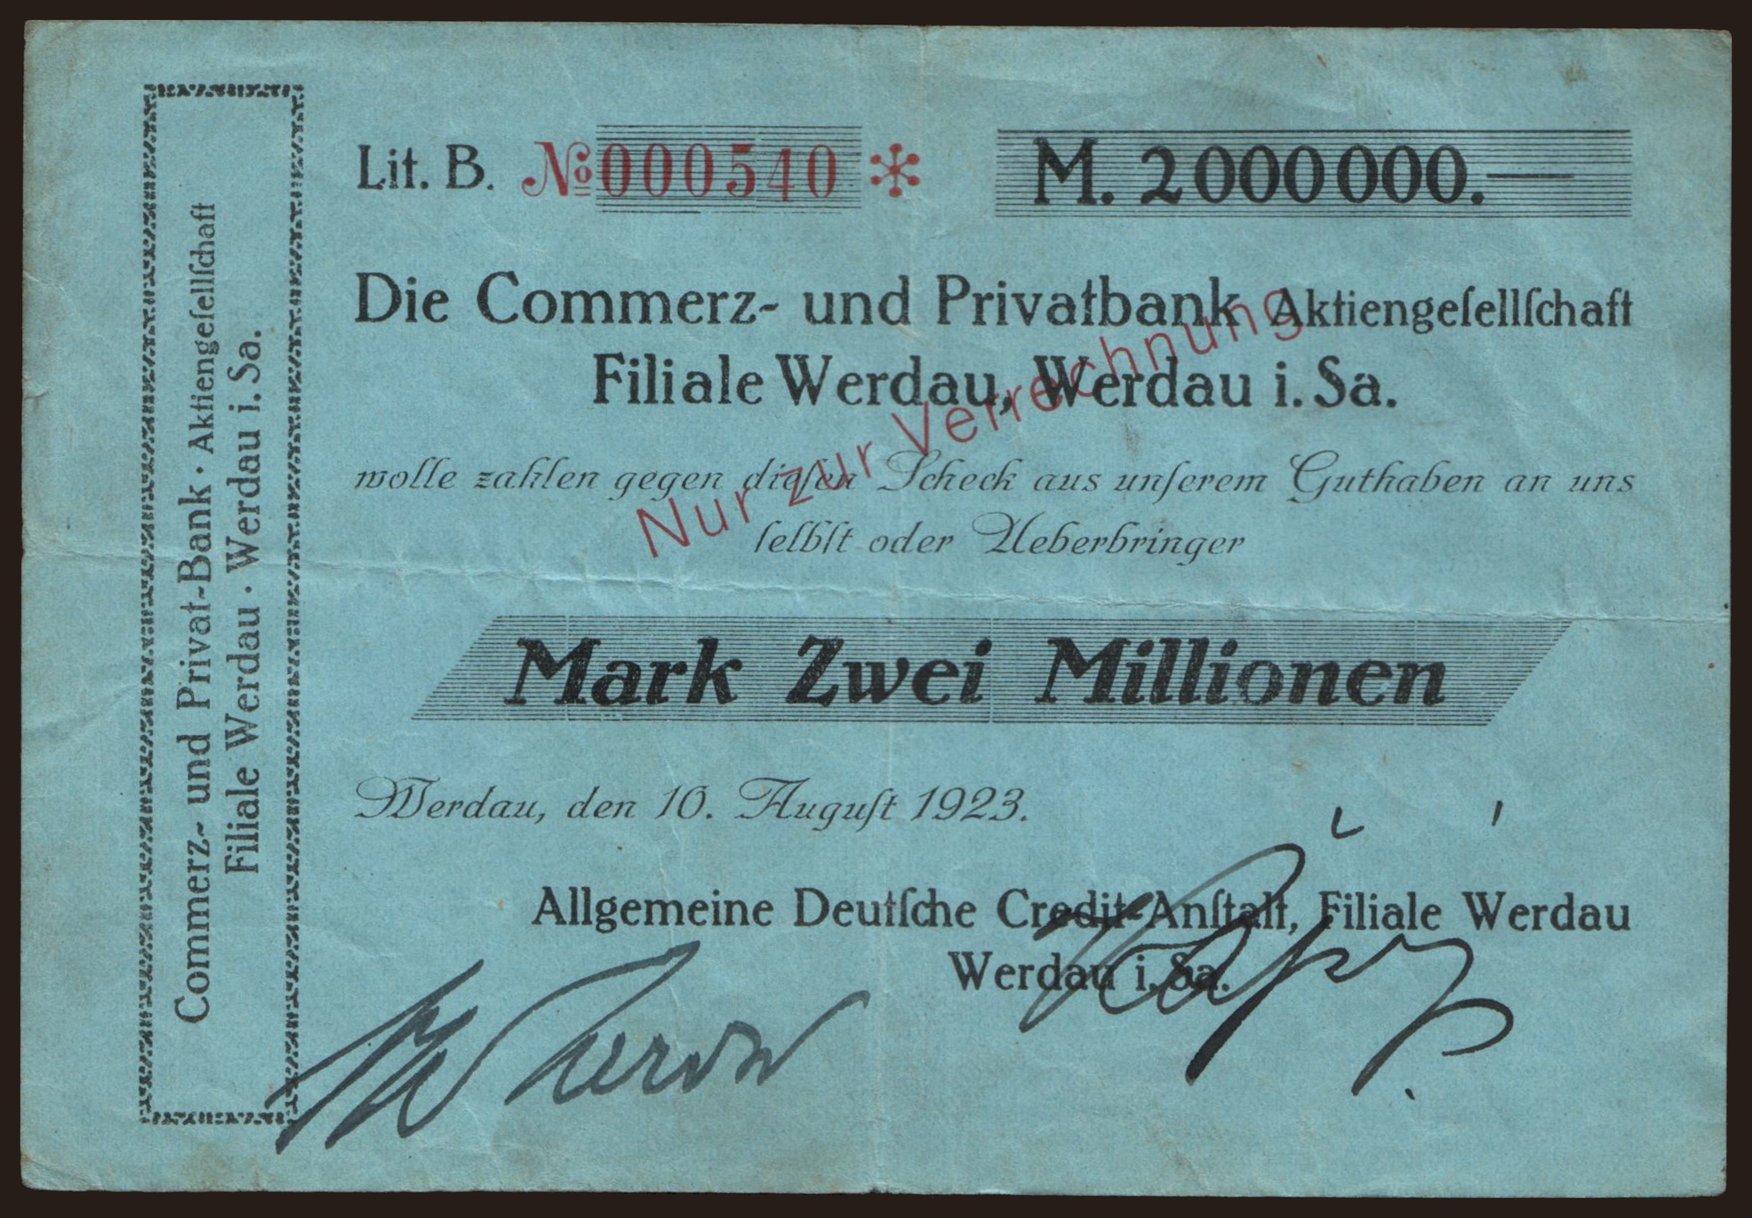 Commerz- und Privat-Bank · Aktiengeſellſchaft
Filiale Werdau · Werdau i. Sa.
Lit. B. № 000540 * M. 2000000.—
Die Commerz- und Privatbank Aktiengeſellſchaft
Filiale Werdau, Werdau i. Sa.
Nur zur Verrechnung
wolle zahlen gegen dieſen Scheck aus unſerem Guthaben an uns
ſelbſt oder Ueberbringer
Mark Zwei Millionen
Werdau, den 10. Auguſt 1923.
Allgemeine Deutſche Credit-Anſtalt, Filiale Werdau
Werdau i. Sa.